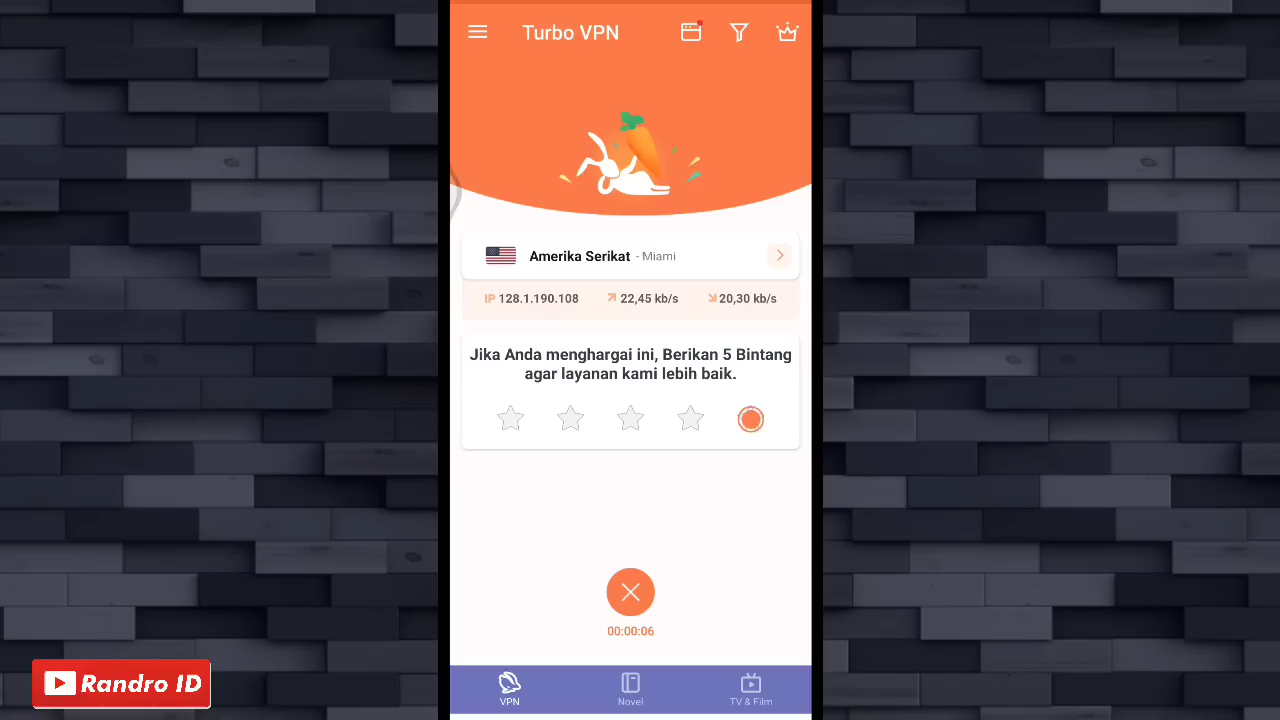 Turbo VPN
Amerika Serikat - Miami
IP 128.1.190.108 22,45 kb/s 20,30 kb/s
Jika Anda menghargai ini, Berikan 5 Bintang
agar layanan kami lebih baik.
00:00:06
VPN Novel TV & Film
Randro ID